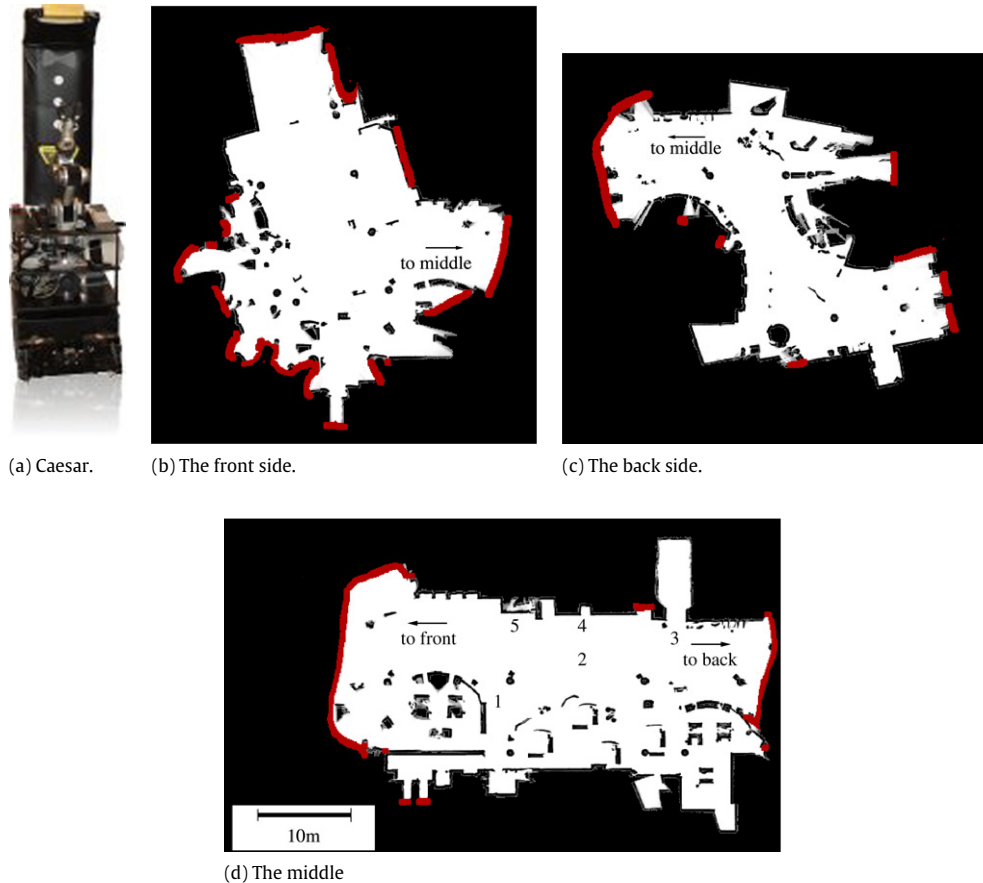 to middle
to middle
(a) Caesar.
(b) The front side.
(c) The back side.
5
4
3
to front
2
to back
1
10m
(d) The middle